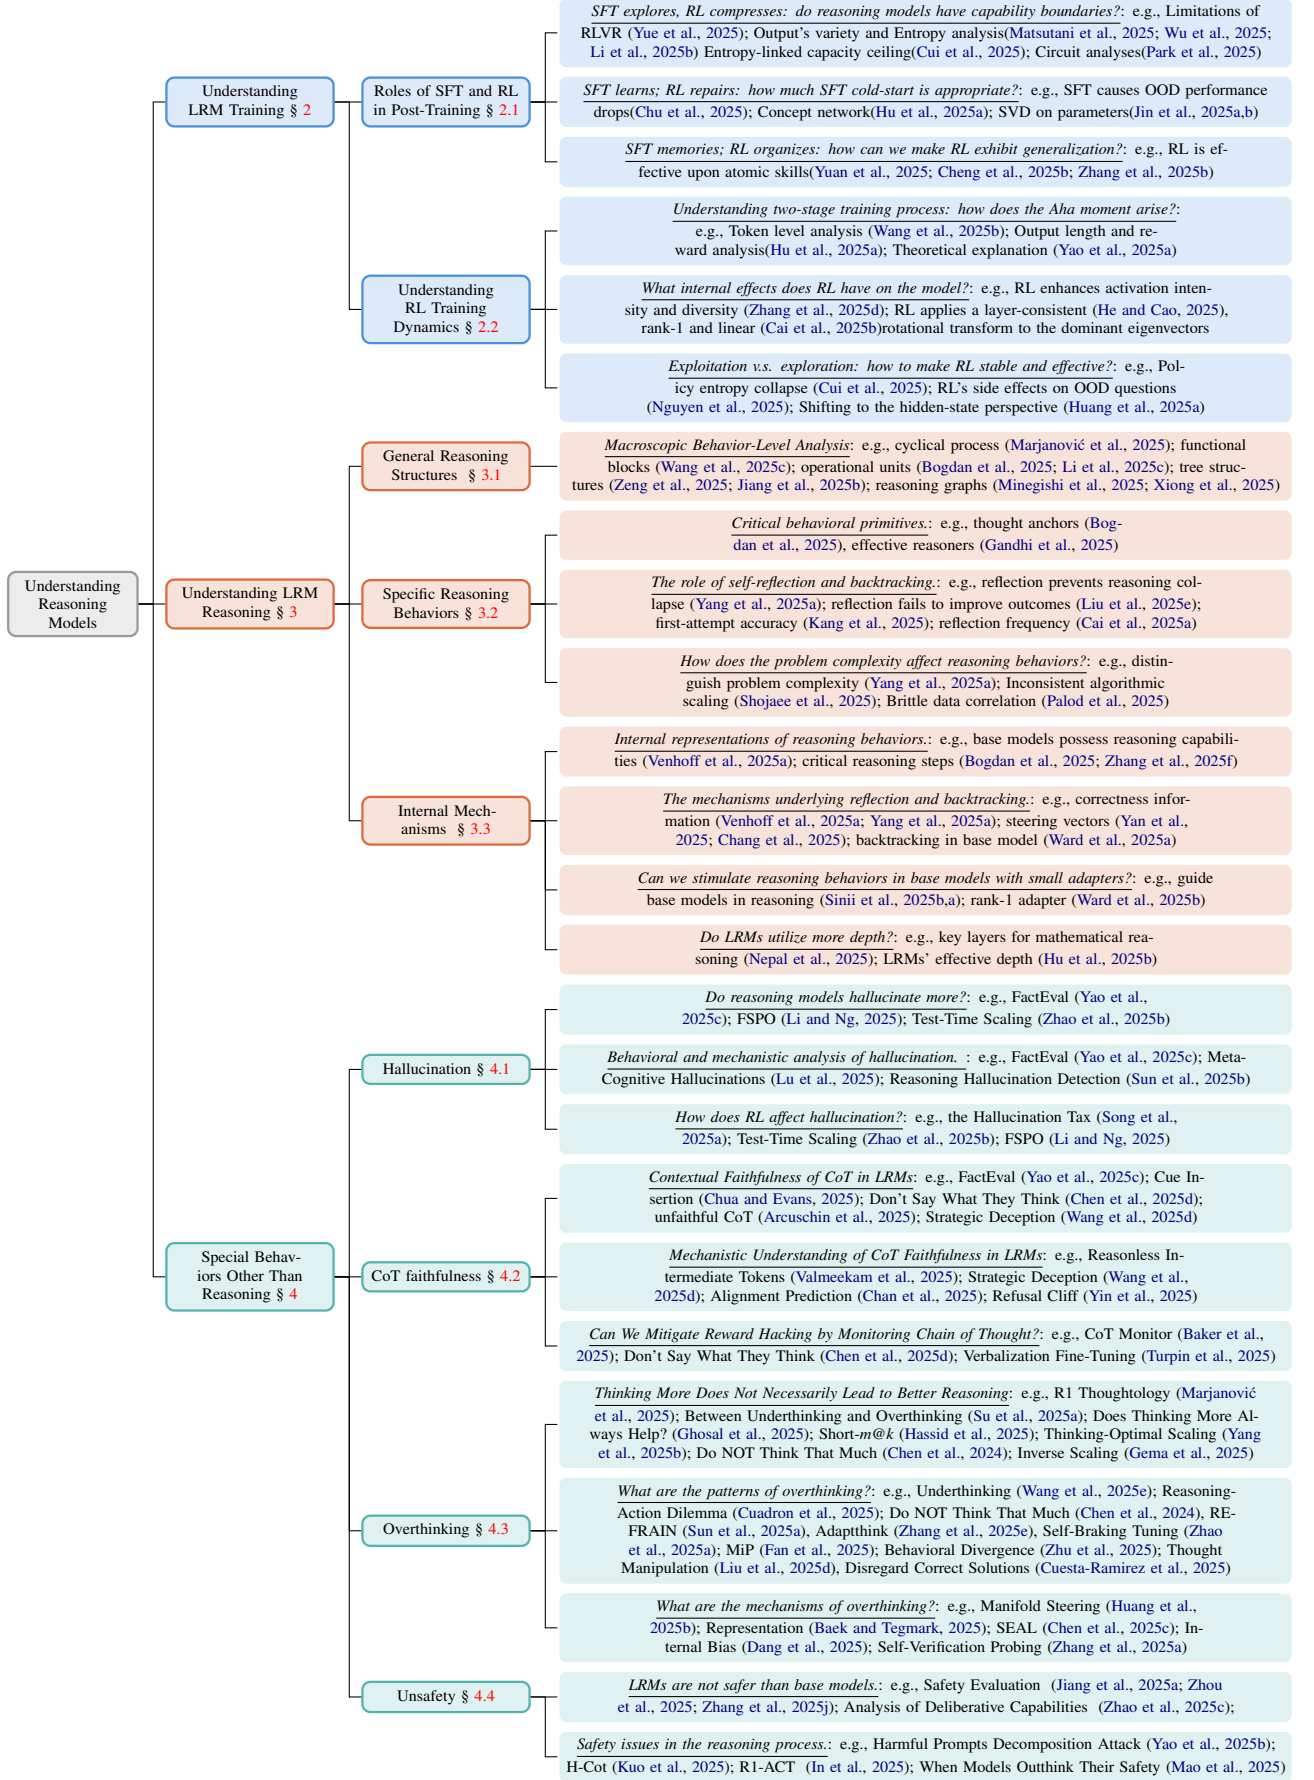 Understanding
Reasoning
Models
Understanding
LRM Training § 2
Roles of SFT and RL
in Post-Training § 2.1
SFT explores, RL compresses: do reasoning models have capability boundaries?: e.g., Limitations of
RLVR (Yue et al., 2025); Output's variety and Entropy analysis(Matsutani et al., 2025; Wu et al., 2025;
Li et al., 2025b) Entropy-linked capacity ceiling(Cui et al., 2025); Circuit analyses(Park et al., 2025)
SFT learns; RL repairs: how much SFT cold-start is appropriate?: e.g., SFT causes OOD performance
drops(Chu et al., 2025); Concept network(Hu et al., 2025a); SVD on parameters(Jin et al., 2025a,b)
SFT memories; RL organizes: how can we make RL exhibit generalization?: e.g., RL is ef-
fective upon atomic skills(Yuan et al., 2025; Cheng et al., 2025b; Zhang et al., 2025b)
Understanding
RL Training
Dynamics § 2.2
Understanding two-stage training process: how does the Aha moment arise?:
e.g., Token level analysis (Wang et al., 2025b); Output length and re-
ward analysis(Hu et al., 2025a); Theoretical explanation (Yao et al., 2025a)
What internal effects does RL have on the model?: e.g., RL enhances activation inten-
sity and diversity (Zhang et al., 2025d); RL applies a layer-consistent (He and Cao, 2025),
rank-1 and linear (Cai et al., 2025b)rotational transform to the dominant eigenvectors
Exploitation v.s. exploration: how to make RL stable and effective?: e.g., Pol-
icy entropy collapse (Cui et al., 2025); RL's side effects on OOD questions
(Nguyen et al., 2025); Shifting to the hidden-state perspective (Huang et al., 2025a)
Understanding LRM
Reasoning § 3
General Reasoning
Structures § 3.1
Macroscopic Behavior-Level Analysis: e.g., cyclical process (Marjanović et al., 2025); functional
blocks (Wang et al., 2025c); operational units (Bogdan et al., 2025; Li et al., 2025c); tree struc-
tures (Zeng et al., 2025; Jiang et al., 2025b); reasoning graphs (Minegishi et al., 2025; Xiong et al., 2025)
Specific Reasoning
Behaviors § 3.2
Critical behavioral primitives.: e.g., thought anchors (Bog-
dan et al., 2025), effective reasoners (Gandhi et al., 2025)
The role of self-reflection and backtracking.: e.g., reflection prevents reasoning col-
lapse (Yang et al., 2025a); reflection fails to improve outcomes (Liu et al., 2025e);
first-attempt accuracy (Kang et al., 2025); reflection frequency (Cai et al., 2025a)
How does the problem complexity affect reasoning behaviors?: e.g., distin-
guish problem complexity (Yang et al., 2025a); Inconsistent algorithmic
scaling (Shojaee et al., 2025); Brittle data correlation (Palod et al., 2025)
Internal Mech-
anisms § 3.3
Internal representations of reasoning behaviors.: e.g., base models possess reasoning capabili-
ties (Venhoff et al., 2025a); critical reasoning steps (Bogdan et al., 2025; Zhang et al., 2025f)
The mechanisms underlying reflection and backtracking.: e.g., correctness infor-
mation (Venhoff et al., 2025a; Yang et al., 2025a); steering vectors (Yan et al.,
2025; Chang et al., 2025); backtracking in base model (Ward et al., 2025a)
Can we stimulate reasoning behaviors in base models with small adapters?: e.g., guide
base models in reasoning (Sinii et al., 2025b,a); rank-1 adapter (Ward et al., 2025b)
Do LRMs utilize more depth?: e.g., key layers for mathematical rea-
soning (Nepal et al., 2025); LRMs' effective depth (Hu et al., 2025b)
Special Behav-
iors Other Than
Reasoning § 4
Hallucination § 4.1
Do reasoning models hallucinate more?: e.g., FactEval (Yao et al.,
2025c); FSPO (Li and Ng, 2025); Test-Time Scaling (Zhao et al., 2025b)
Behavioral and mechanistic analysis of hallucination. : e.g., FactEval (Yao et al., 2025c); Meta-
Cognitive Hallucinations (Lu et al., 2025); Reasoning Hallucination Detection (Sun et al., 2025b)
How does RL affect hallucination?: e.g., the Hallucination Tax (Song et al.,
2025a); Test-Time Scaling (Zhao et al., 2025b); FSPO (Li and Ng, 2025)
CoT faithfulness § 4.2
Contextual Faithfulness of CoT in LRMs: e.g., FactEval (Yao et al., 2025c); Cue In-
sertion (Chua and Evans, 2025); Don't Say What They Think (Chen et al., 2025d);
unfaithful CoT (Arcuschin et al., 2025); Strategic Deception (Wang et al., 2025d)
Mechanistic Understanding of CoT Faithfulness in LRMs: e.g., Reasonless In-
termediate Tokens (Valmeekam et al., 2025); Strategic Deception (Wang et al.,
2025d); Alignment Prediction (Chan et al., 2025); Refusal Cliff (Yin et al., 2025)
Can We Mitigate Reward Hacking by Monitoring Chain of Thought?: e.g., CoT Monitor (Baker et al.,
2025); Don't Say What They Think (Chen et al., 2025d); Verbalization Fine-Tuning (Turpin et al., 2025)
Overthinking § 4.3
Thinking More Does Not Necessarily Lead to Better Reasoning: e.g., R1 Thoughtology (Marjanović
et al., 2025); Between Underthinking and Overthinking (Su et al., 2025a); Does Thinking More Al-
ways Help? (Ghosal et al., 2025); Short-m@k (Hassid et al., 2025); Thinking-Optimal Scaling (Yang
et al., 2025b); Do NOT Think That Much (Chen et al., 2024); Inverse Scaling (Gema et al., 2025)
What are the patterns of overthinking?: e.g., Underthinking (Wang et al., 2025e); Reasoning-
Action Dilemma (Cuadron et al., 2025); Do NOT Think That Much (Chen et al., 2024), RE-
FRAIN (Sun et al., 2025a), Adaptthink (Zhang et al., 2025e), Self-Braking Tuning (Zhao
et al., 2025a); MiP (Fan et al., 2025); Behavioral Divergence (Zhu et al., 2025); Thought
Manipulation (Liu et al., 2025d), Disregard Correct Solutions (Cuesta-Ramirez et al., 2025)
What are the mechanisms of overthinking?: e.g., Manifold Steering (Huang et al.,
2025b); Representation (Baek and Tegmark, 2025); SEAL (Chen et al., 2025c); In-
ternal Bias (Dang et al., 2025); Self-Verification Probing (Zhang et al., 2025a)
Unsafety § 4.4
LRMs are not safer than base models.: e.g., Safety Evaluation (Jiang et al., 2025a; Zhou
et al., 2025; Zhang et al., 2025j); Analysis of Deliberative Capabilities (Zhao et al., 2025c);
Safety issues in the reasoning process.: e.g., Harmful Prompts Decomposition Attack (Yao et al., 2025b);
H-Cot (Kuo et al., 2025); R1-ACT (In et al., 2025); When Models Outthink Their Safety (Mao et al., 2025)